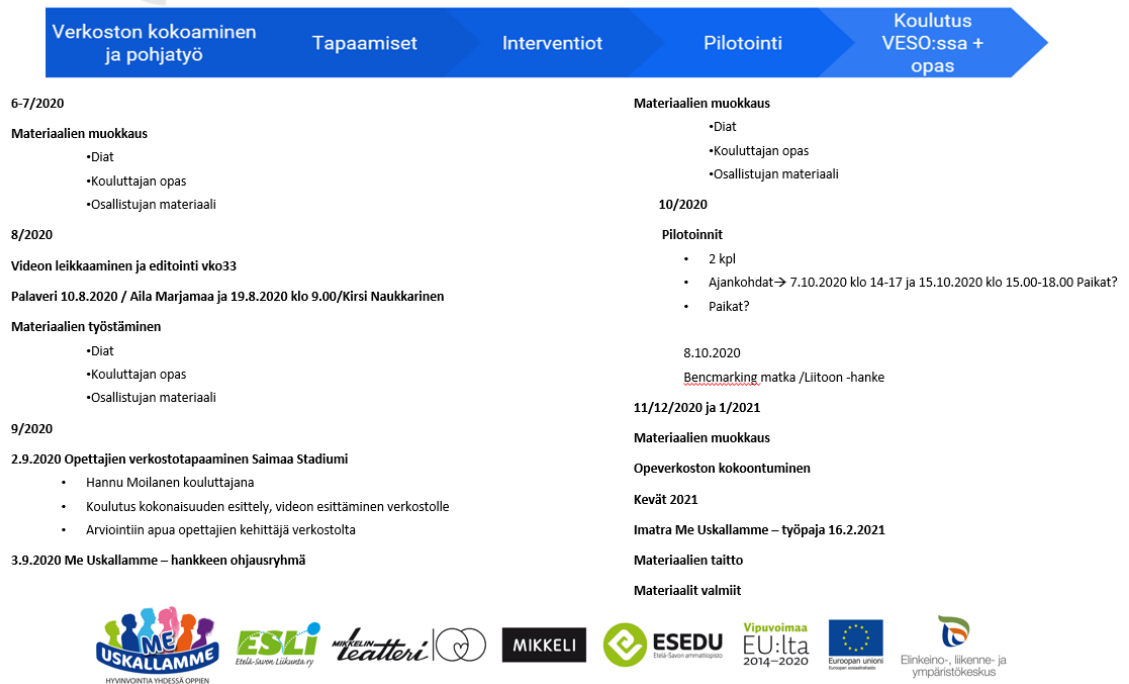 Verkoston kokoaminen
ja pohjatyö
Tapaamiset
Interventiot
Pilotointi
Koulutus
VESO:ssa +
opas
6-7/2020
Materiaalien muokkaus
•Diat
•Kouluttajan opas
•Osallistujan materiaali
8/2020
Videon leikkaaminen ja editointi vko33
Palaveri 10.8.2020 / Aila Marjamaa ja 19.8.2020 klo 9.00/Kirsi Naukkarinen
Materiaalien työstäminen
•Diat
•Kouluttajan opas
•Osallistujan materiaali
9/2020
2.9.2020 Opettajien verkostotapaaminen Saimaa Stadiumi
• Hannu Moilanen kouluttajana
• Koulutus kokonaisuuden esittely, videon esittäminen verkostolle
• Arviointiin apua opettajien kehittäjä verkostolta
3.9.2020 Me Uskallamme – hankkeen ohjausryhmä
Materiaalien muokkaus
•Diat
•Kouluttajan opas
•Osallistujan materiaali
10/2020
Pilotoinnit
• 2 kpl
• Ajankohdat→ 7.10.2020 klo 14-17 ja 15.10.2020 klo 15.00-18.00 Paikat?
• Paikat?
8.10.2020
Bencmarking matka /Liitoon -hanke
11/12/2020 ja 1/2021
Materiaalien muokkaus
Opeverkoston kokoontuminen
Kevät 2021
Imatra Me Uskallamme – työpaja 16.2.2021
Materiaalien taitto
Materiaalit valmiit
ME
USKALLAMME
HYVINVOINTIA YHDESSÄ OPPIEN
ESLi
Etelä-Savon Liikunta ry
MIKKELIN
teatteri
MIKKELI
ESEDU
Etelä-Savon ammattiopisto
Vipuvoimaa
EU:lta
2014–2020
Euroopan unioni
Euroopan sosiaalirahasto
Elinkeino-, liikenne- ja
ympäristökeskus